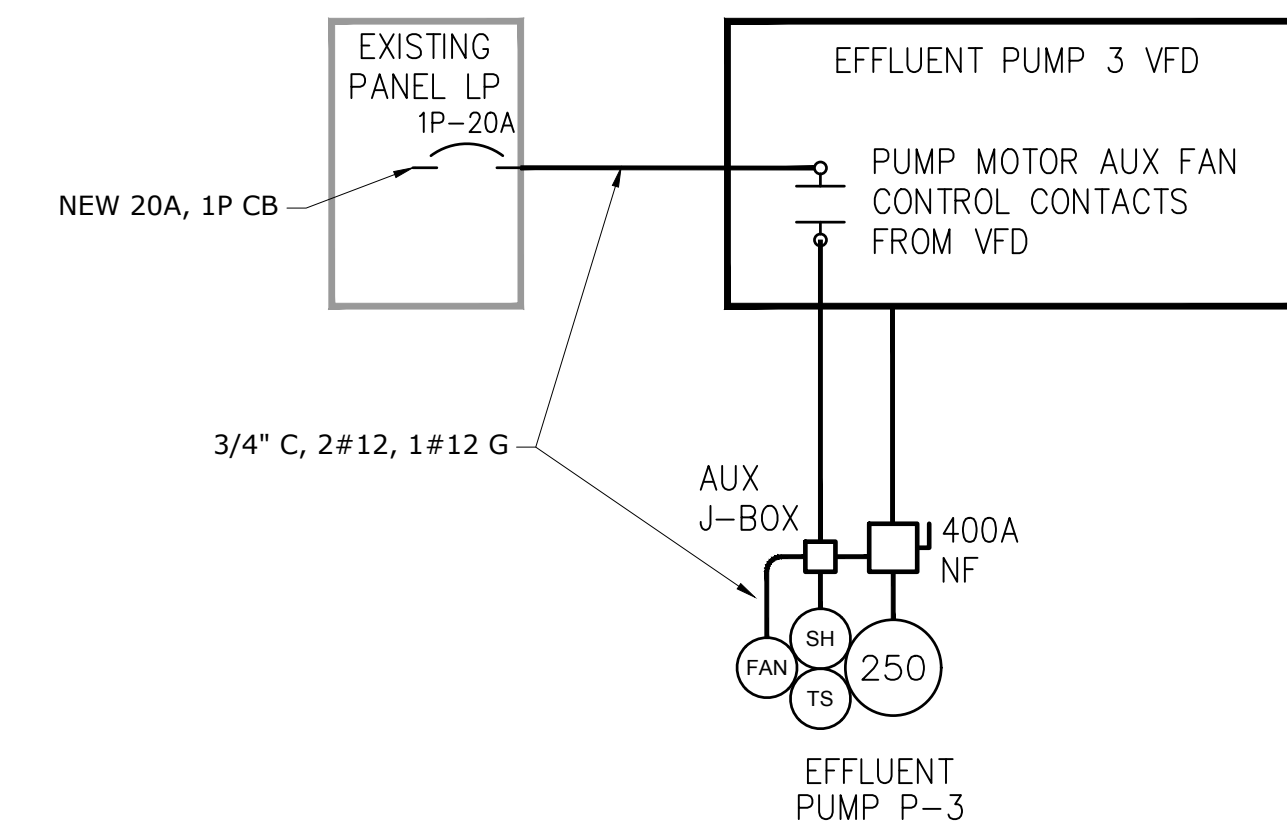 EXISTING
PANEL LP
1P-20A
NEW 20A, 1P CB
EFFLUENT PUMP 3 VFD
PUMP MOTOR AUX FAN
CONTROL CONTACTS
FROM VFD
3/4" C, 2#12, 1#12 G
AUX
J-BOX
400A
NF
SH
FAN
TS
250
EFFLUENT
PUMP P-3